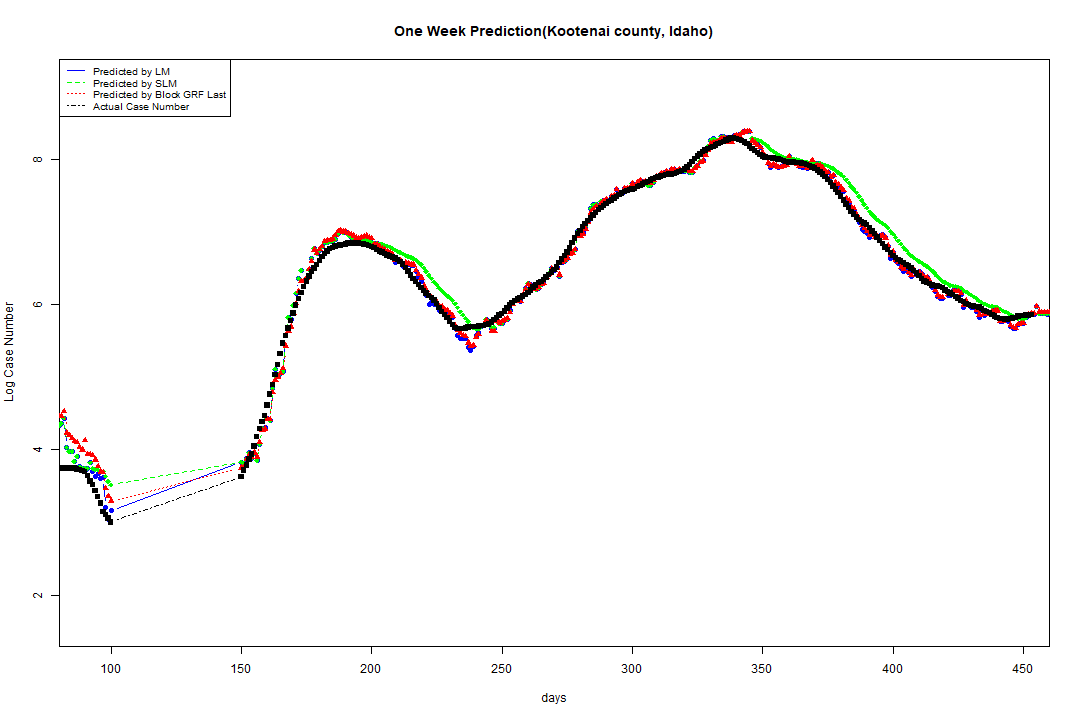 One Week Prediction(Kootenai county, Idaho)
Predicted by LM
Predicted by SLM
Predicted by Block GRF Last
Actual Case Number
Log Case Number
8
6
4
2
100 150 200 250 300 350 400 450
days